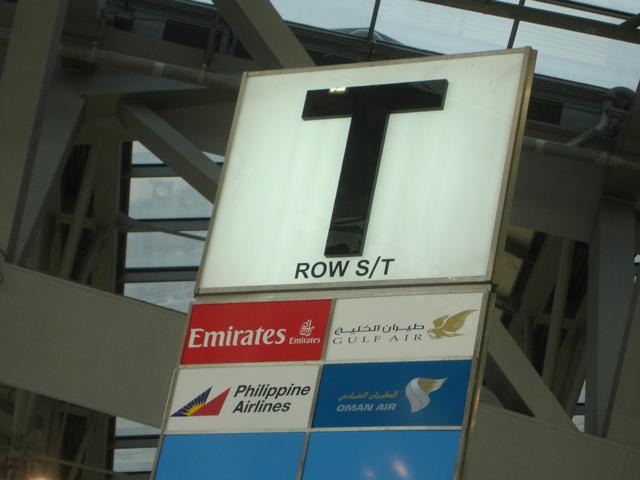 T
ROW S/T
Emirates
Emirates
طيران الخليج
GULF AIR
Philippine
Airlines
الطيران العماني
OMAN AIR